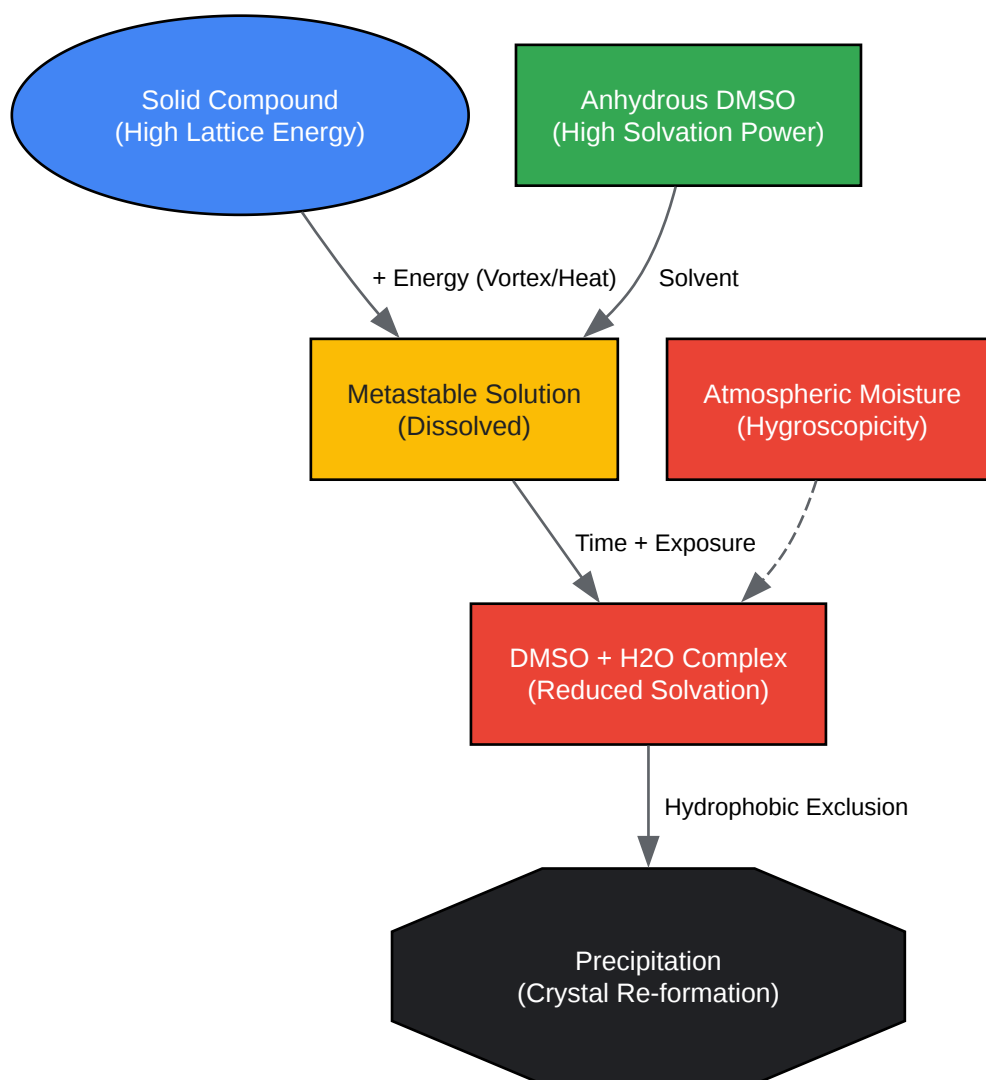 Solid Compound
(High Lattice Energy)
Anhydrous DMSO
(High Solvation Power)
+ Energy (Vortex/Heat)
Solvent
Metastable Solution
(Dissolved)
Atmospheric Moisture
(Hygroscopicity)
Time + Exposure
DMSO + H2O Complex
(Reduced Solvation)
Hydrophobic Exclusion
Precipitation
(Crystal Re-formation)